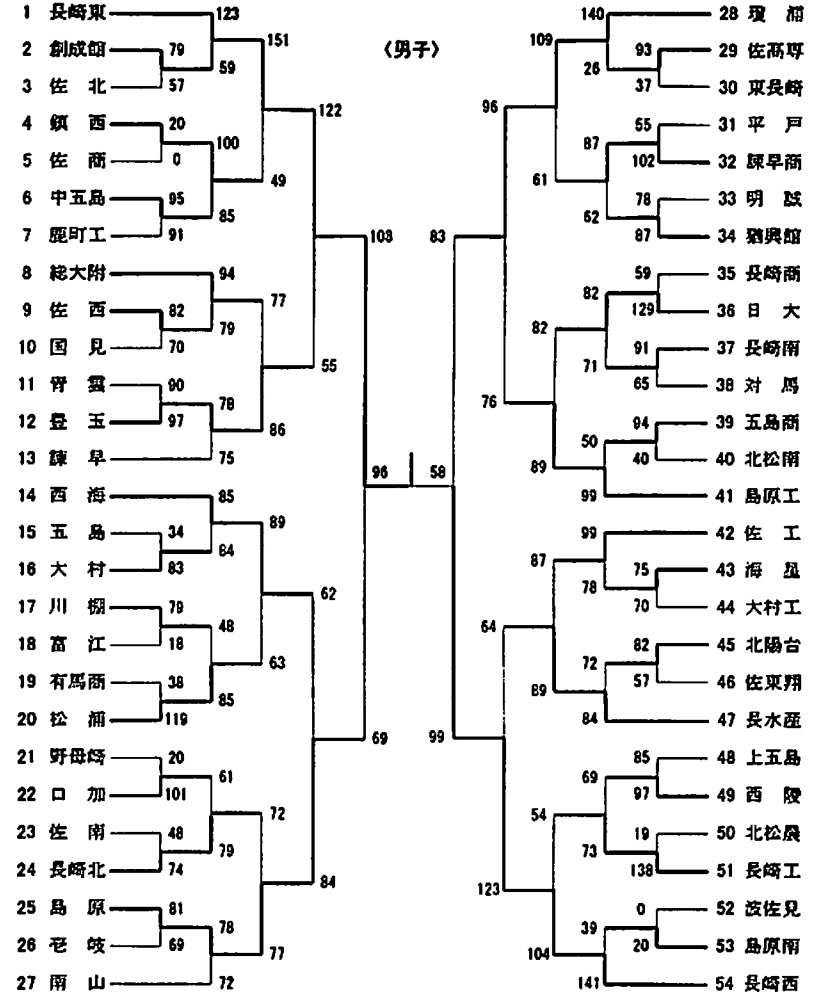 〈男子〉
1 長崎東
2 創成館
3 佐北
4 鎮西
5 佐商
6 中五島
7 鹿町工
8 総大附
9 佐西
10 国見
11 青雲
12 豊玉
13 諫早
14 西海
15 五島
16 大村
17 川棚
18 富江
19 有馬商
20 松浦
21 野母崎
22 口加
23 佐南
24 長崎北
25 島原
26 壱岐
27 南山
123
79
59
57
151
20
100
0
49
95
85
91
122
94
77
82
79
70
55
90
78
97
86
75
103
85
89
34
84
83
62
79
48
18
63
38
85
119
69
20
61
101
72
48
79
74
84
81
78
69
77
72
96
58
140
109
93
26
37
96
55
87
102
61
78
62
87
83
59
82
129
82
91
71
65
76
94
50
40
89
99
99
87
75
78
70
64
82
72
57
89
84
99
85
69
97
54
19
73
138
123
0
39
20
104
141
28 瓊浦
29 佐高専
30 東長崎
31 平戸
32 諫早商
33 明誠
34 猶興館
35 長崎商
36 日大
37 長崎南
38 対馬
39 五島商
40 北松南
41 島原工
42 佐工
43 海星
44 大村工
45 北陽台
46 佐東翔
47 長水産
48 上五島
49 西陵
50 北松農
51 長崎工
52 波佐見
53 島原南
54 長崎西